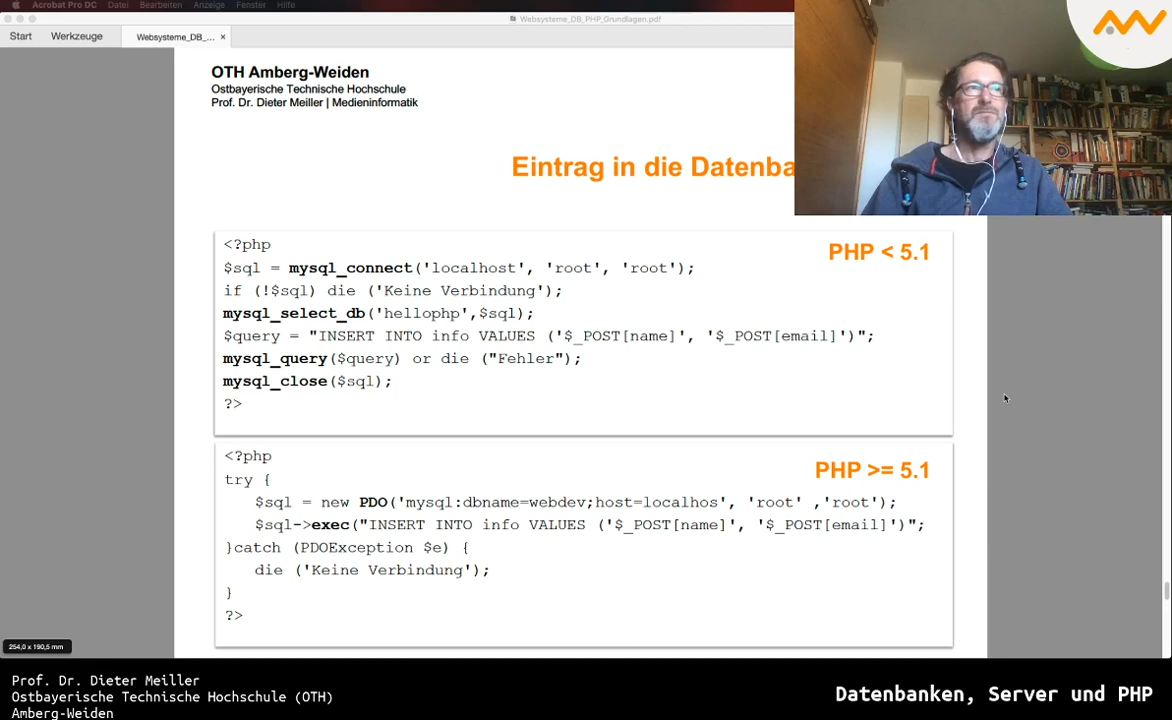 Acrobat Pro DC Datei Bearbeiten Anzeige Fenster Hilfe
Websysteme_DB_PHP_Grundlagen.pdf
Start Werkzeuge Websysteme_DB_... ×
OTH Amberg-Weiden
Ostbayerische Technische Hochschule
Prof. Dr. Dieter Meiller | Medieninformatik
Eintrag in die Datenba
PHP < 5.1
<?php
$sql = mysql_connect('localhost', 'root', 'root');
if (!$sql) die ('Keine Verbindung');
mysql_select_db('hellophp',$sql);
$query = "INSERT INTO info VALUES ('$_POST[name]', '$_POST[email]')";
mysql_query($query) or die ("Fehler");
mysql_close($sql);
?>
PHP >= 5.1
<?php
try {
$sql = new PDO('mysql:dbname=webdev;host=localhos', 'root' ,'root');
$sql->exec("INSERT INTO info VALUES ('$_POST[name]', '$_POST[email]')";
}catch (PDOException $e) {
die ('Keine Verbindung');
}
?>
254,0 x 190,5 mm
Prof. Dr. Dieter Meiller
Ostbayerische Technische Hochschule (OTH)
Amberg-Weiden
Datenbanken, Server und PHP